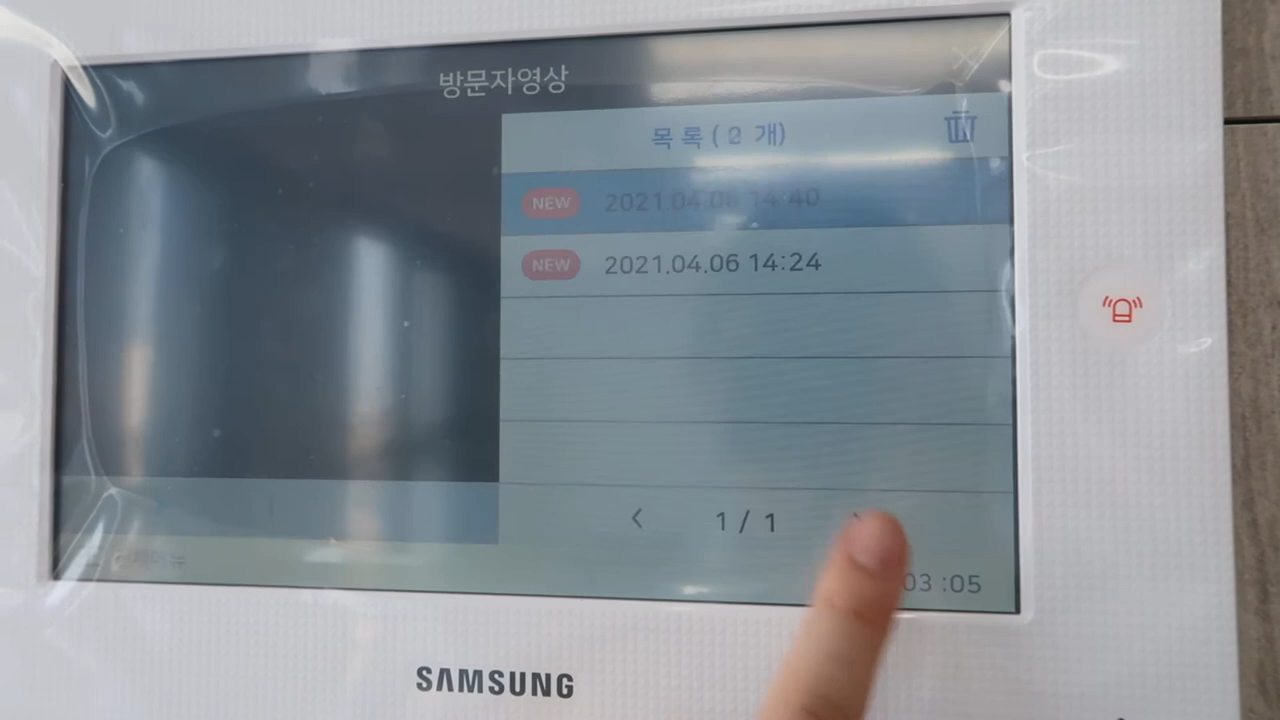 방문자영상
목 록 ( 2 개)
NEW 2021.04.06 14:40
NEW 2021.04.06 14:24
< 1 / 1
03 :05
SAMSUNG